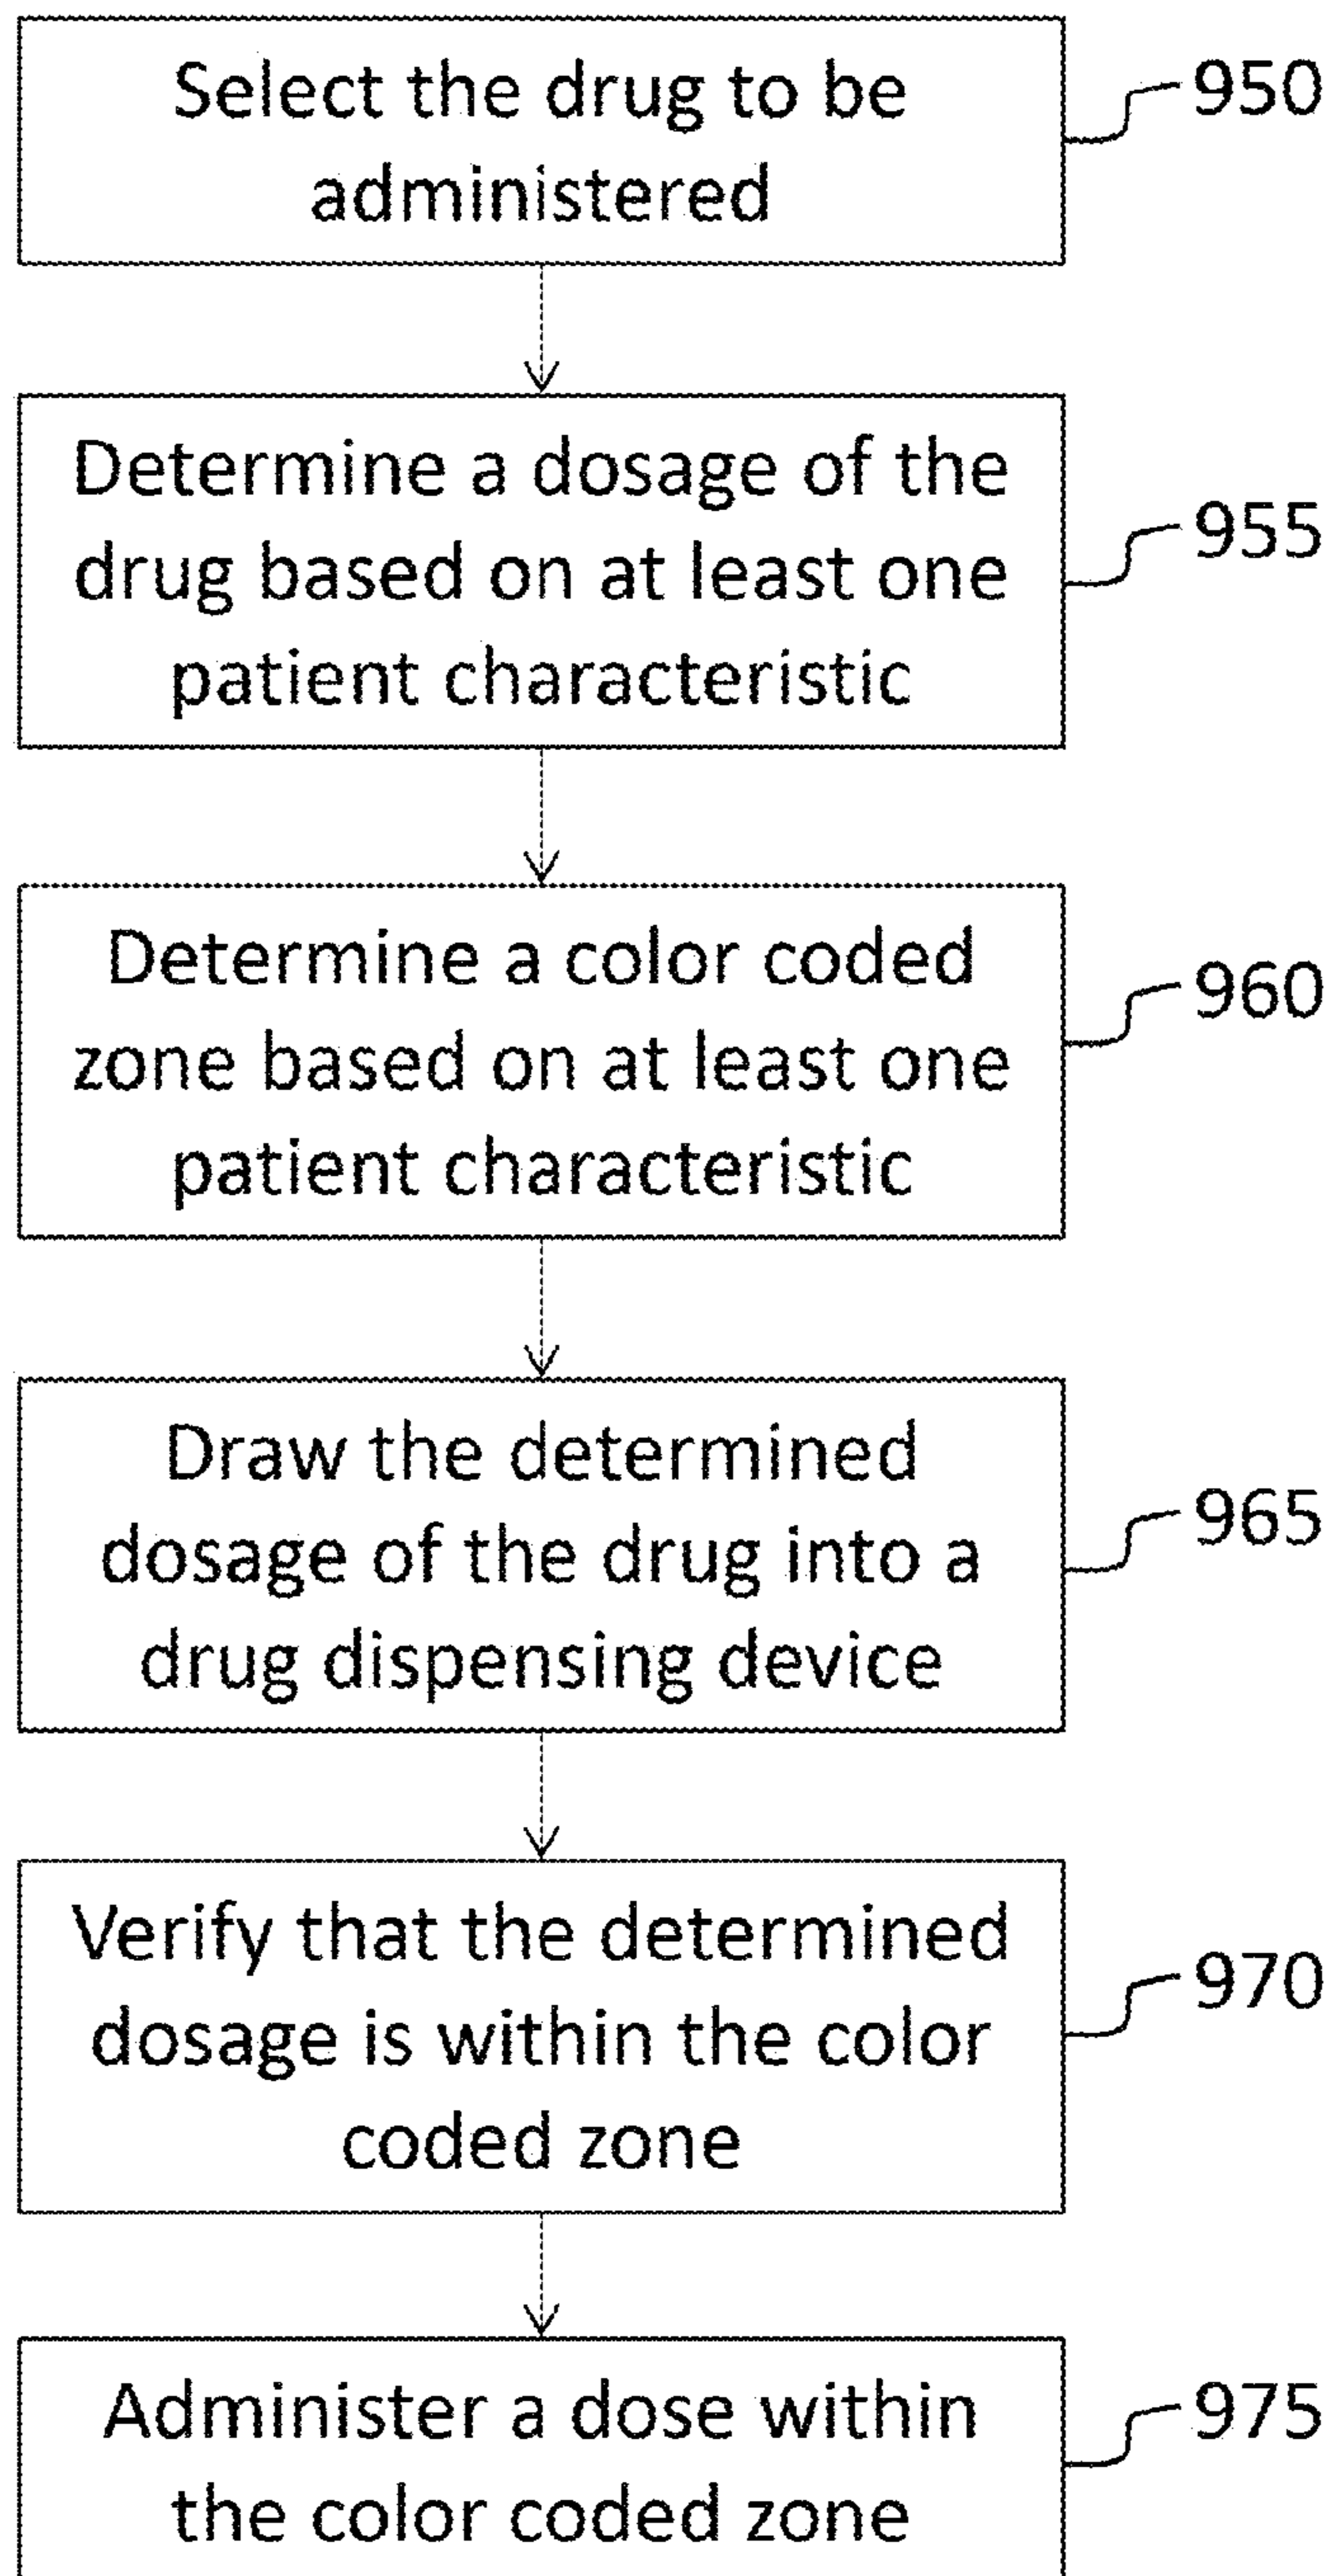 Select the drug to be
administered
950
Determine a dosage of the
drug based on at least one
patient characteristic
955
Determine a color coded
zone based on at least one
patient characteristic
960
Draw the determined
dosage of the drug into a
drug dispensing device
965
Verify that the determined
dosage is within the color
coded zone
970
Administer a dose within
the color coded zone
975